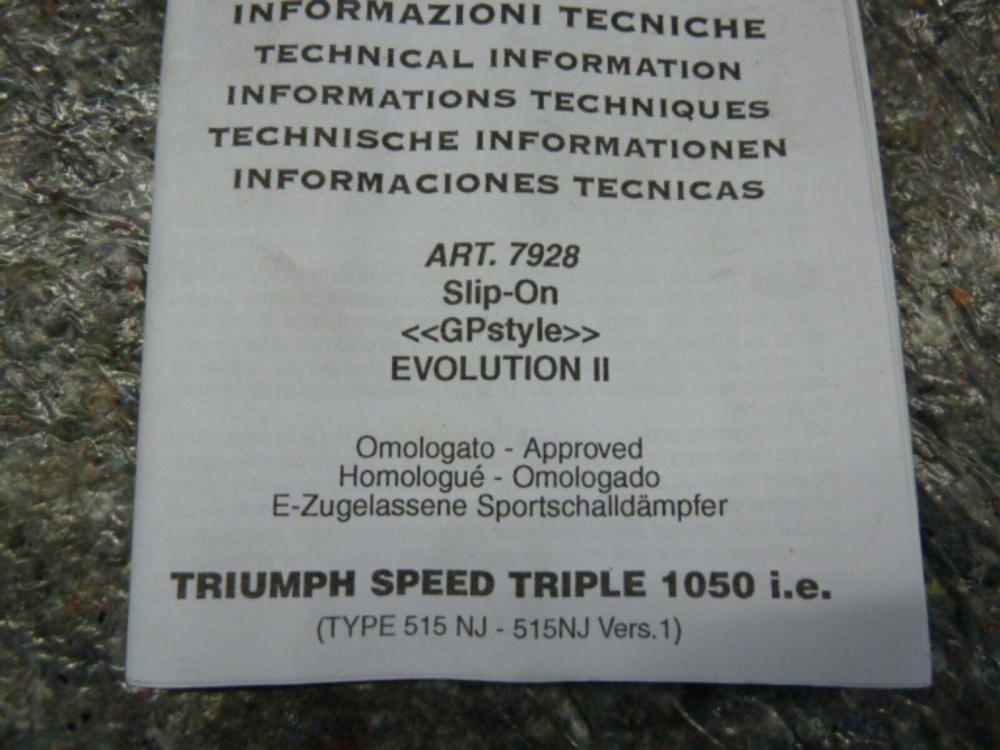 INFORMAZIONI TECNICHE
TECHNICAL INFORMATION
INFORMATIONS TECHNIQUES
TECHNISCHE INFORMATIONEN
INFORMACIONES TECNICAS
ART. 7928
Slip-On
<<GPstyle>>
EVOLUTION II
Omologato - Approved
Homologué - Omologado
E-Zugelassene Sportschalldämpfer
TRIUMPH SPEED TRIPLE 1050 i.e.
(TYPE 515 NJ - 515NJ Vers.1)